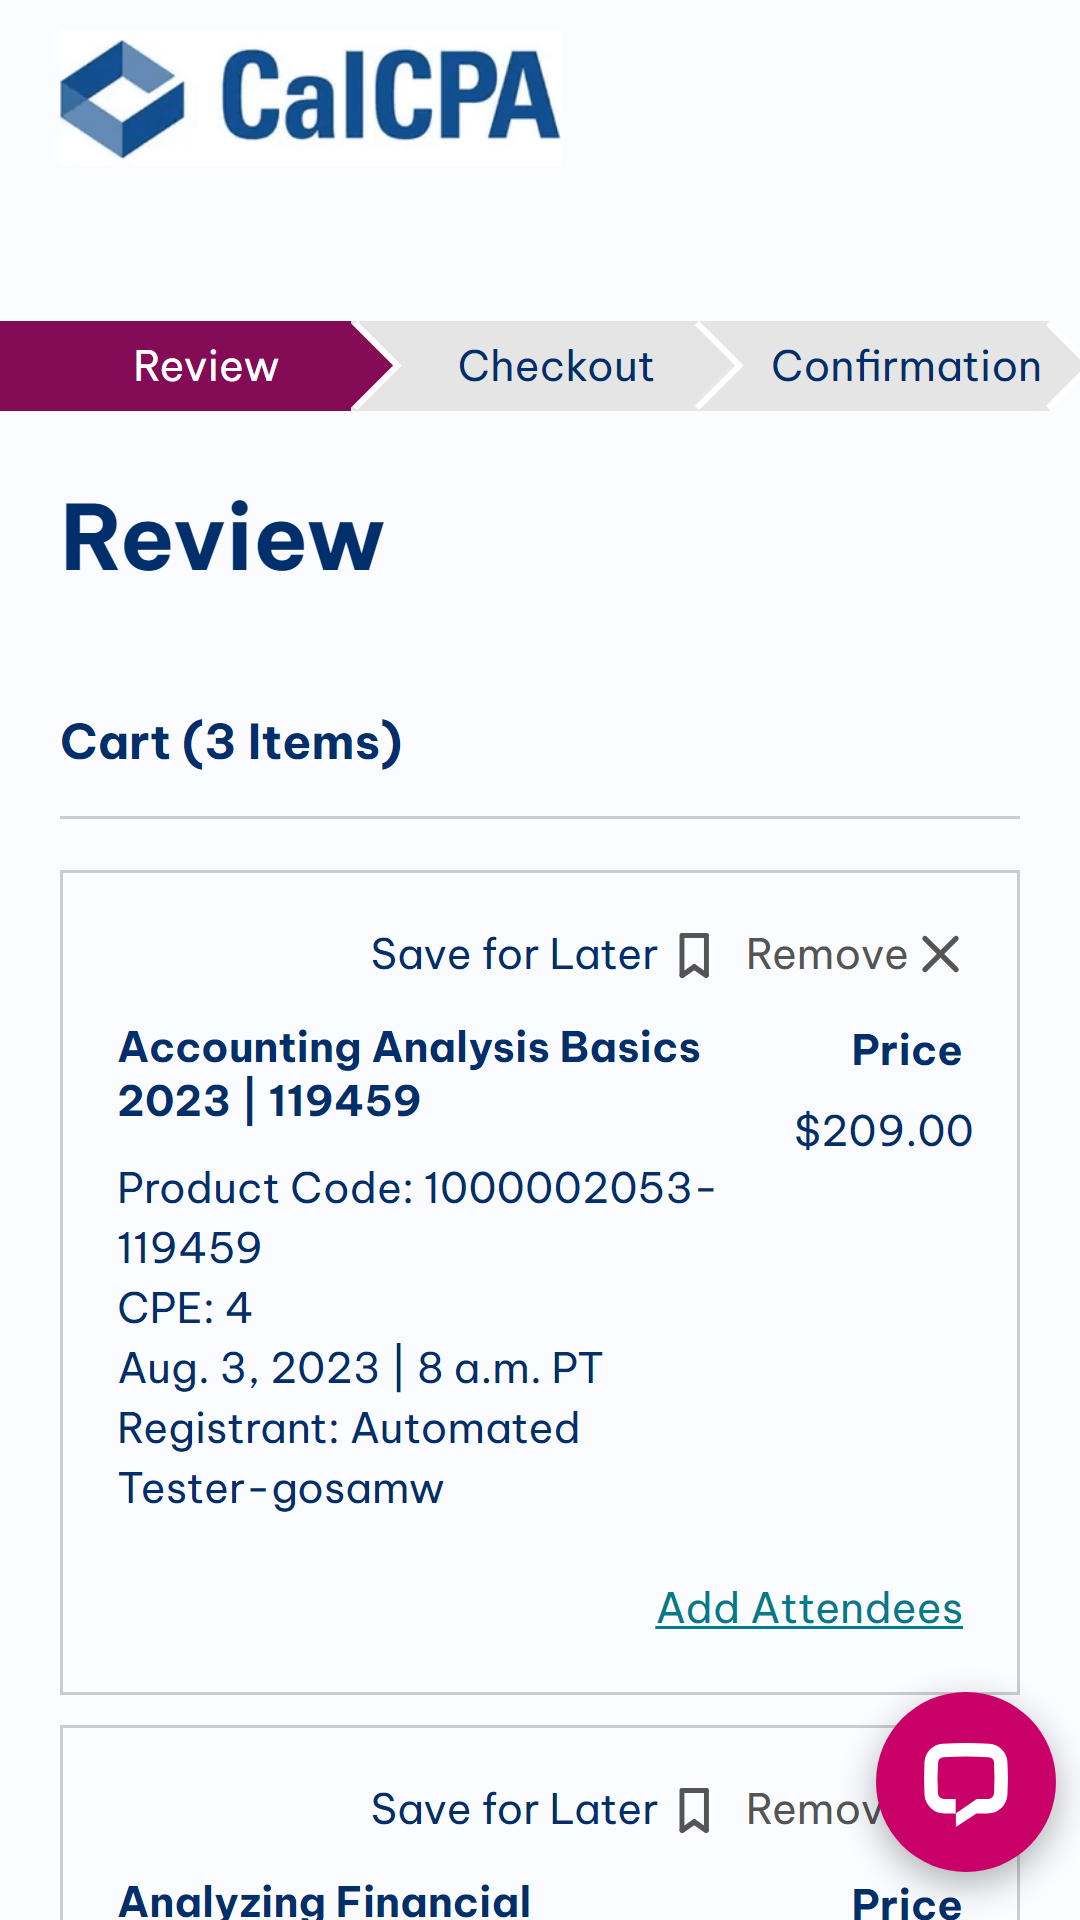 CalCPA
Review
Checkout
Confirmation
Review
Cart (3 Items)
Save for Later
Remove
Accounting Analysis Basics
2023 | 119459
Price
$209.00
Product Code: 1000002053-
119459
CPE: 4
Aug. 3, 2023 | 8 a.m. PT
Registrant: Automated
Tester-gosamw
Add Attendees
Save for Later
Analyzing Financial
Price